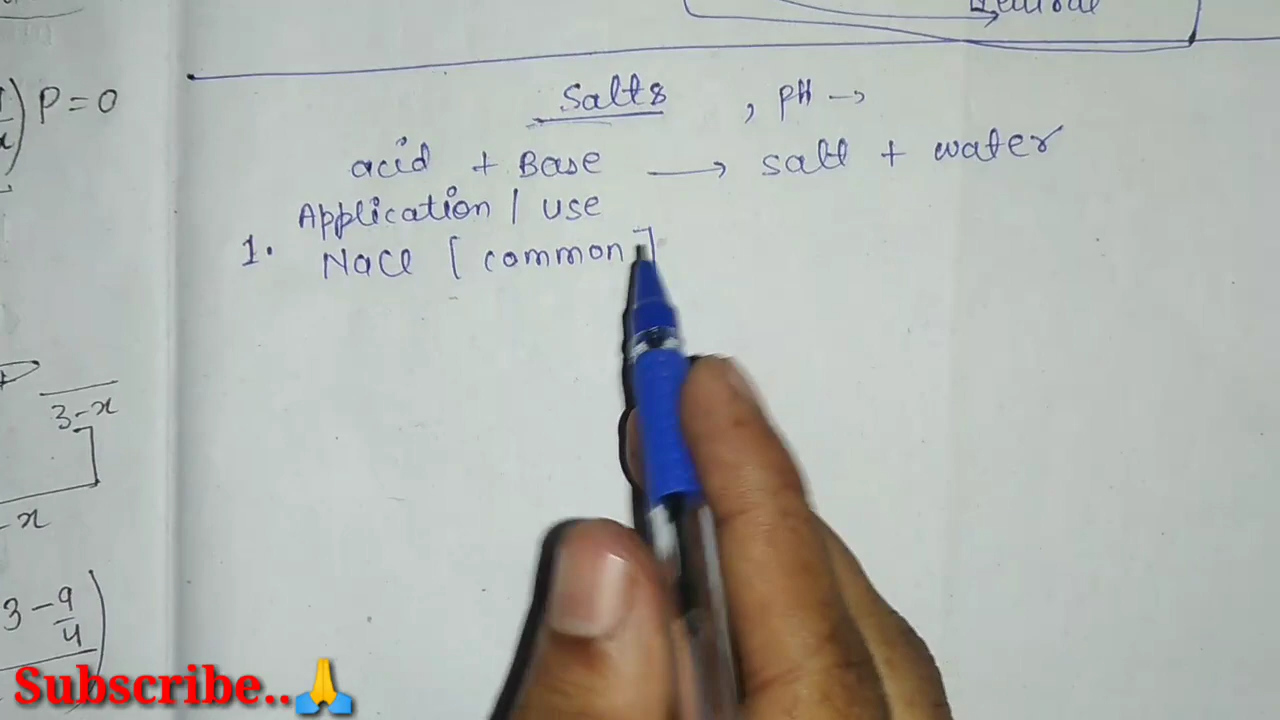 P = 0
Salts , pH →
acid + Base → salt + water
Application | use
1. NaCl [ common ]
3-x
-x
3 - 9/4 )
Subscribe..🙏